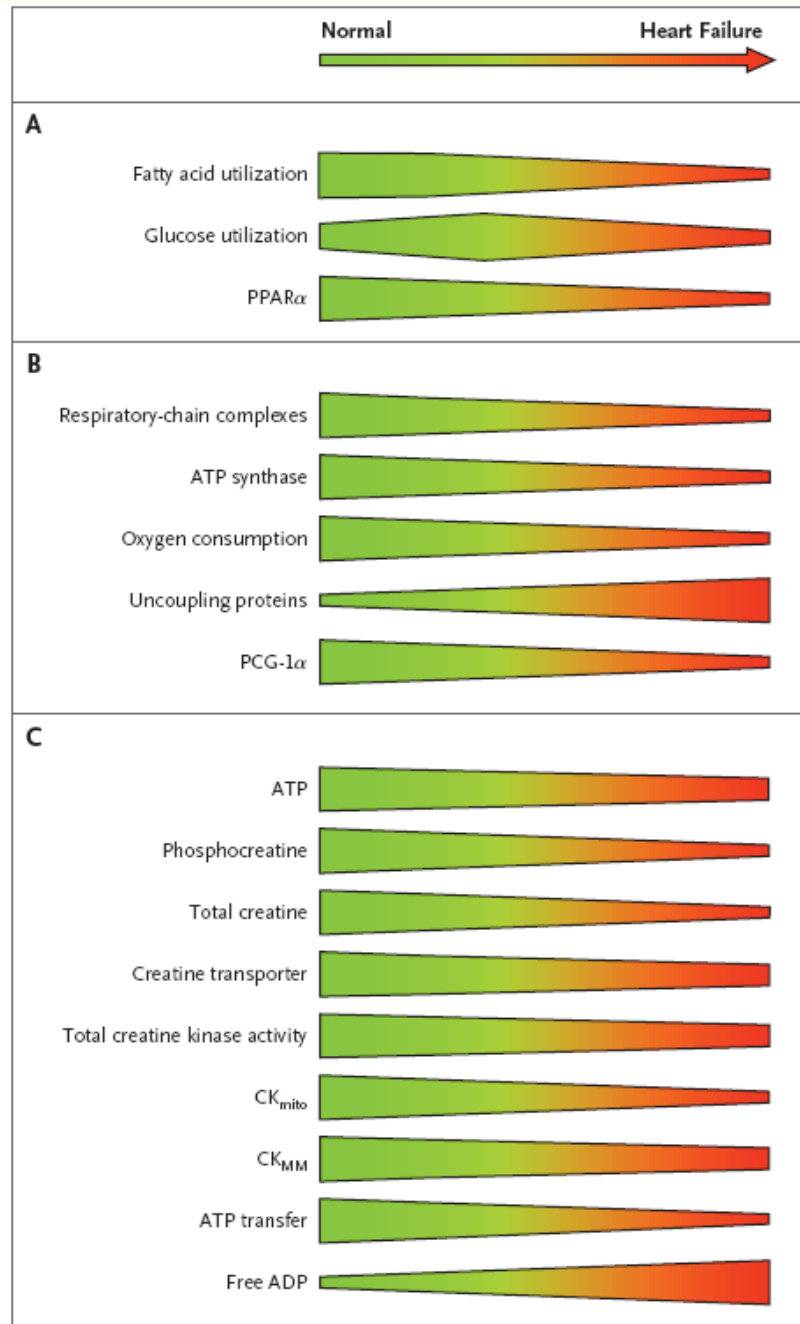 Normal Heart Failure
A
Fatty acid utilization
Glucose utilization
PPARα
B
Respiratory-chain complexes
ATP synthase
Oxygen consumption
Uncoupling proteins
PCG-1α
C
ATP
Phosphocreatine
Total creatine
Creatine transporter
Total creatine kinase activity
CKmito
CKMM
ATP transfer
Free ADP